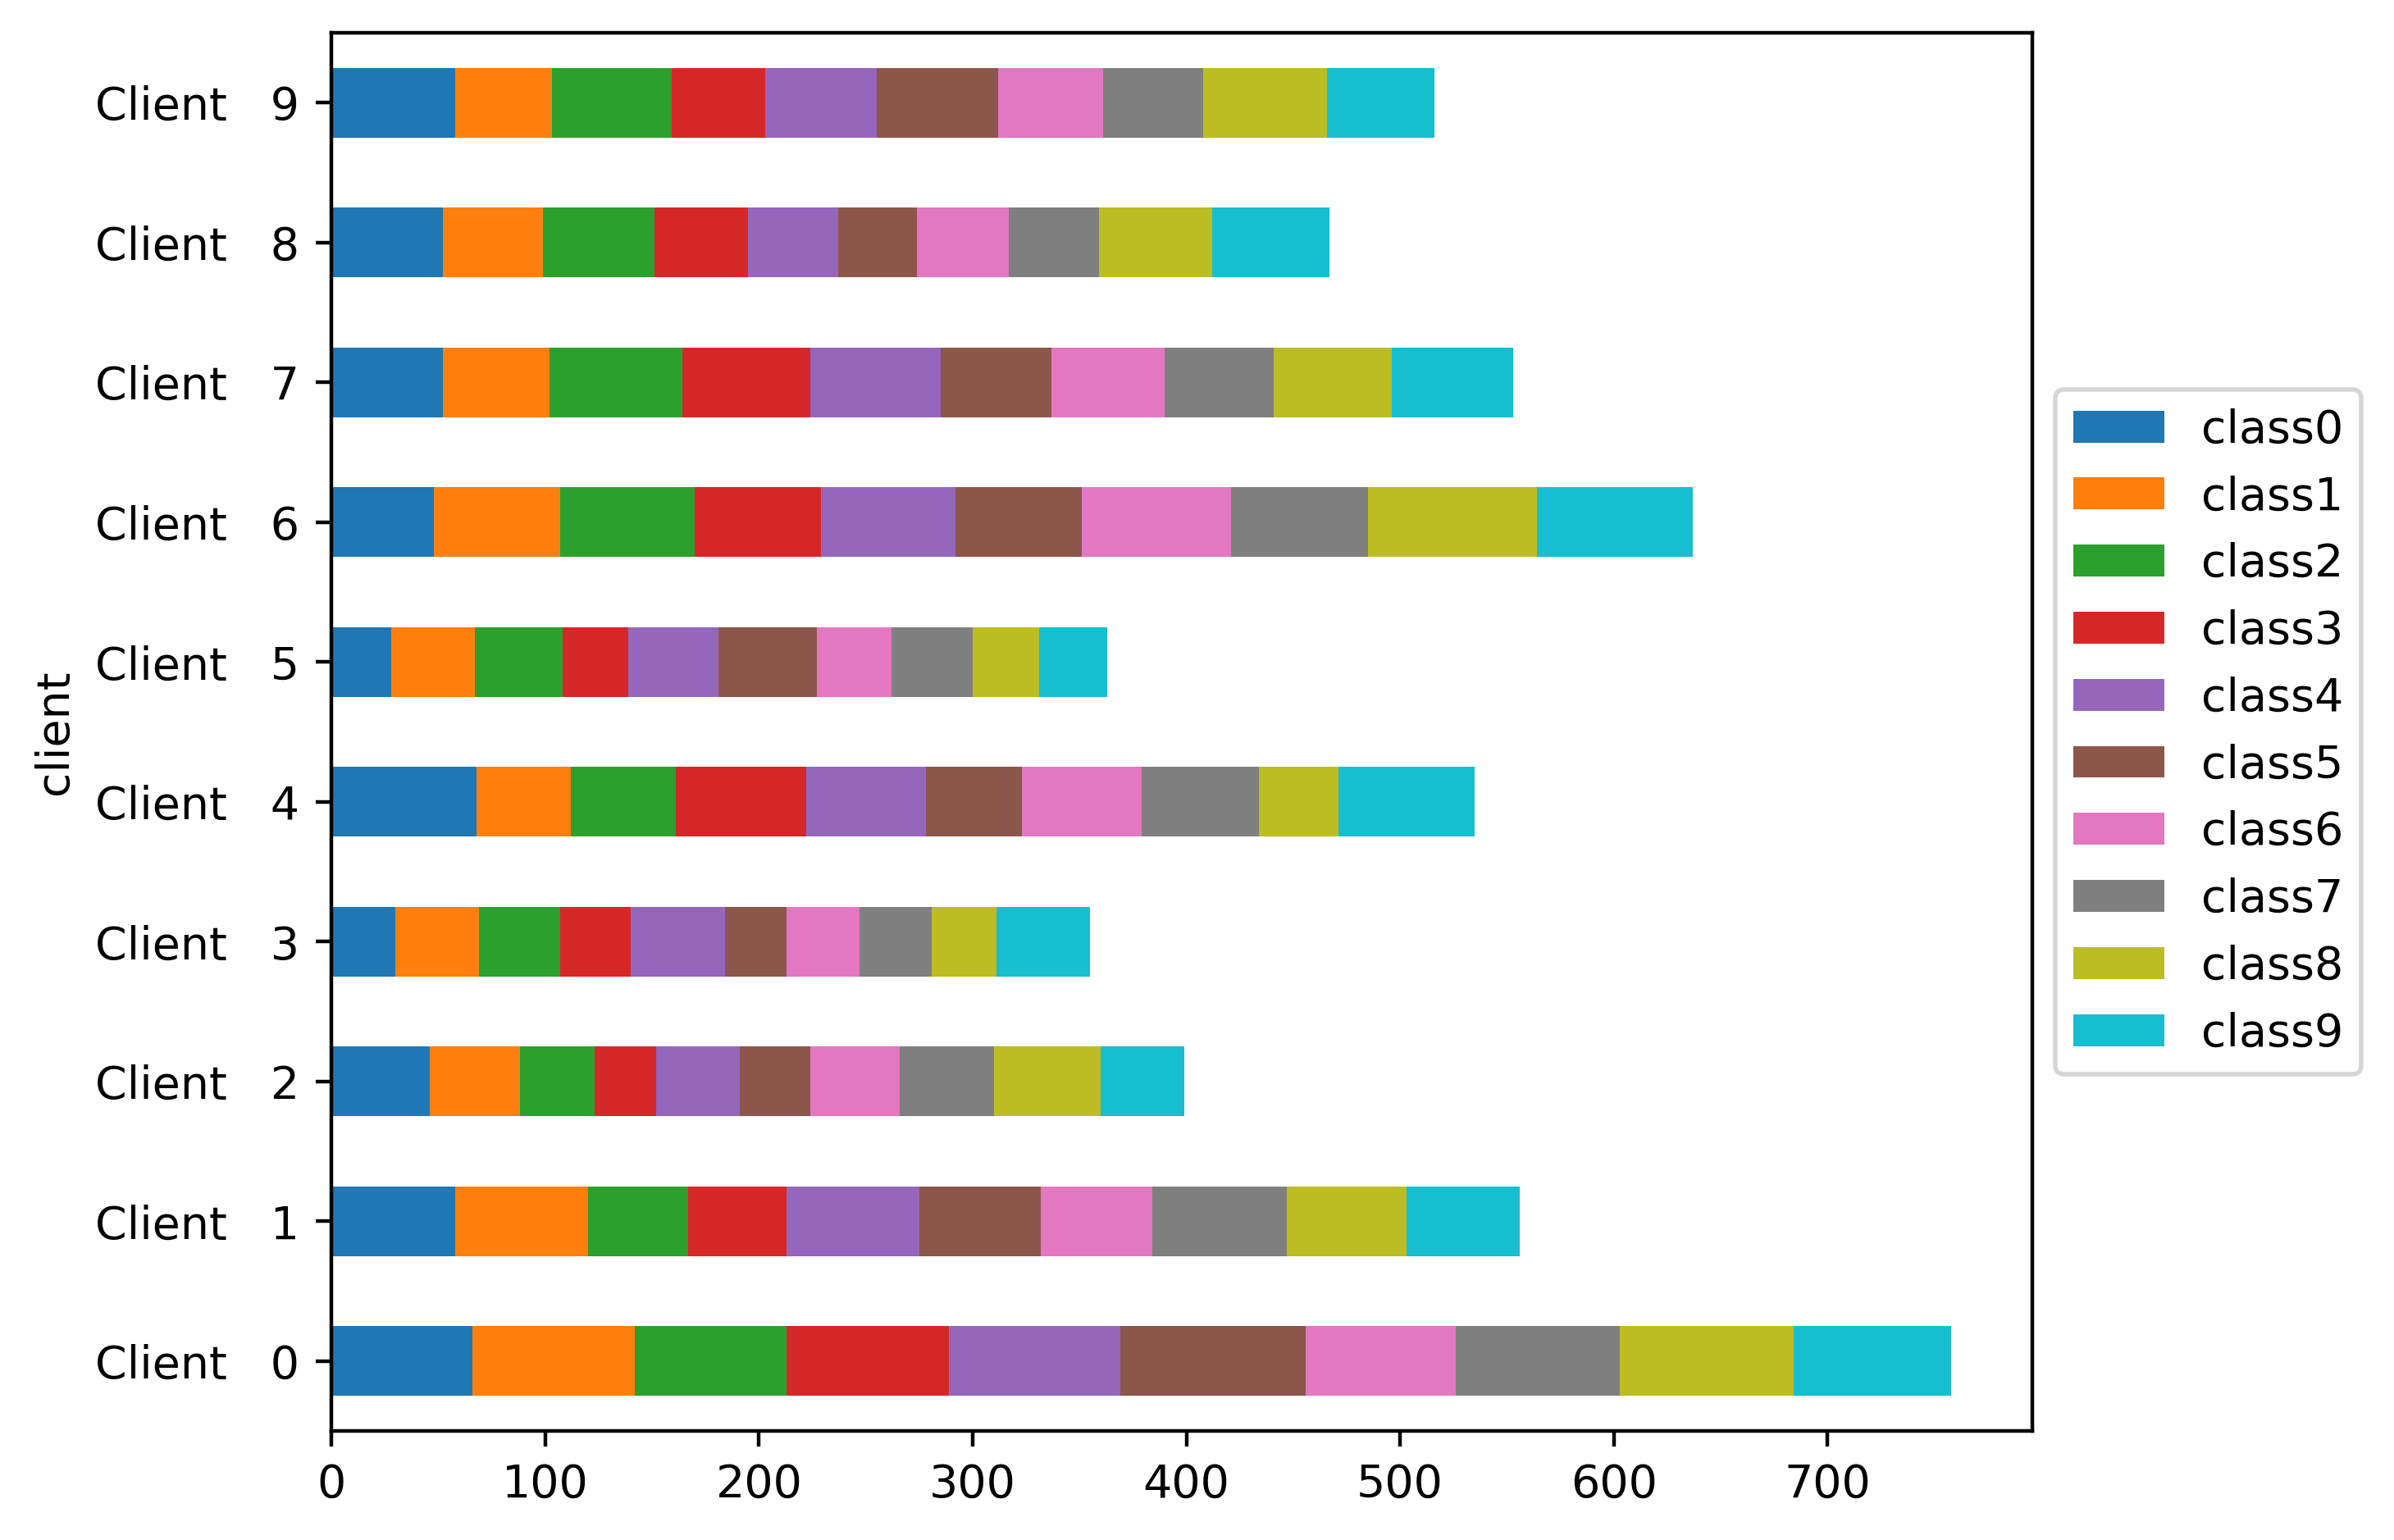 Client 9
Client 8
Client 7
Client 6
Client 5
Client 4
Client 3
Client 2
Client 1
Client 0
client
0 100 200 300 400 500 600 700
class0
class1
class2
class3
class4
class5
class6
class7
class8
class9